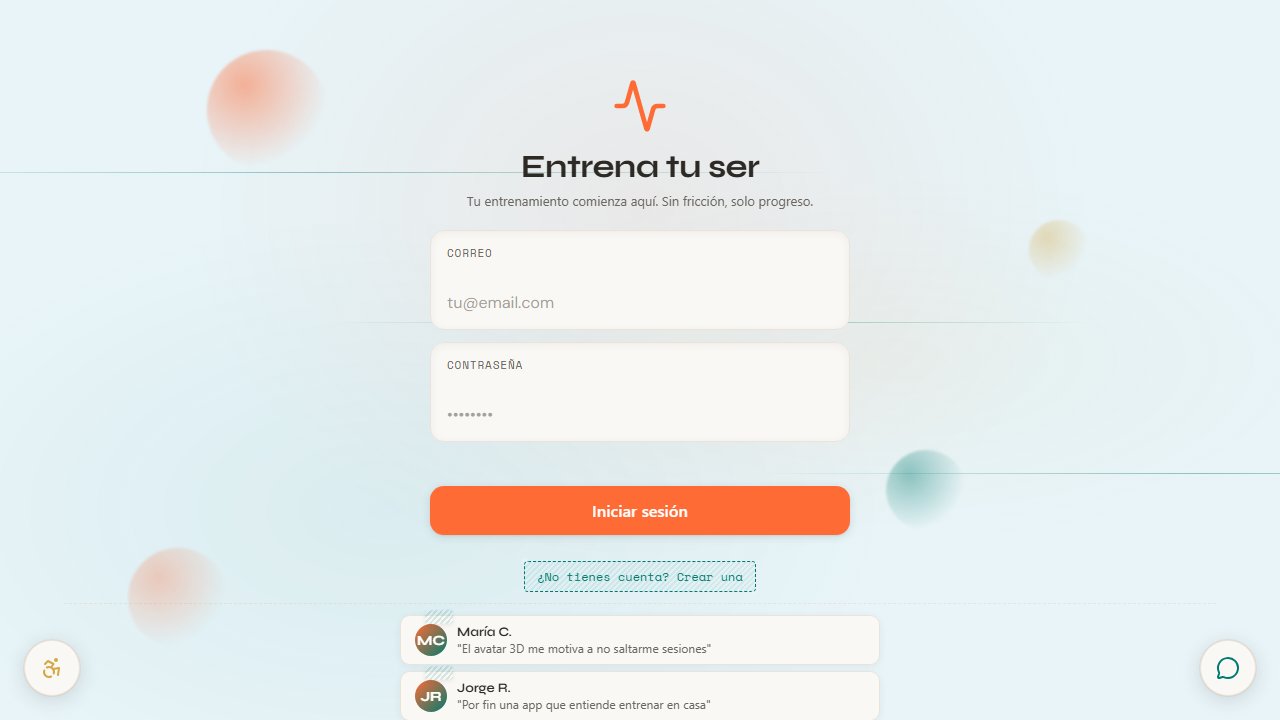 Entrena tu ser
Tu entrenamiento comienza aquí. Sin fricción, solo progreso.
CORREO
tu@email.com
CONTRASEÑA
••••••••
Iniciar sesión
¿No tienes cuenta? Crear una
MC
María C.
"El avatar 3D me motiva a no saltarme sesiones"
JR
Jorge R.
"Por fin una app que entiende entrenar en casa"